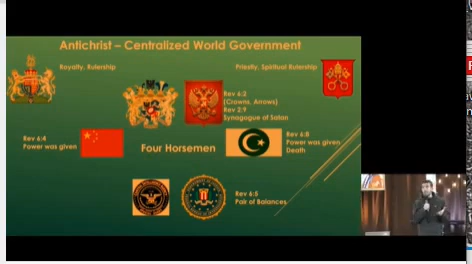 Antichrist – Centralized World Government
Royalty, Rulership
Priestly, Spiritual Rulership
Rev 6:2
(Crowns, Arrows)
Rev 2:9
Synagogue of Satan
Rev 6:4
Power was given
Four Horsemen
Rev 6:8
Power was given
Death
Rev 6:5
Pair of Balances